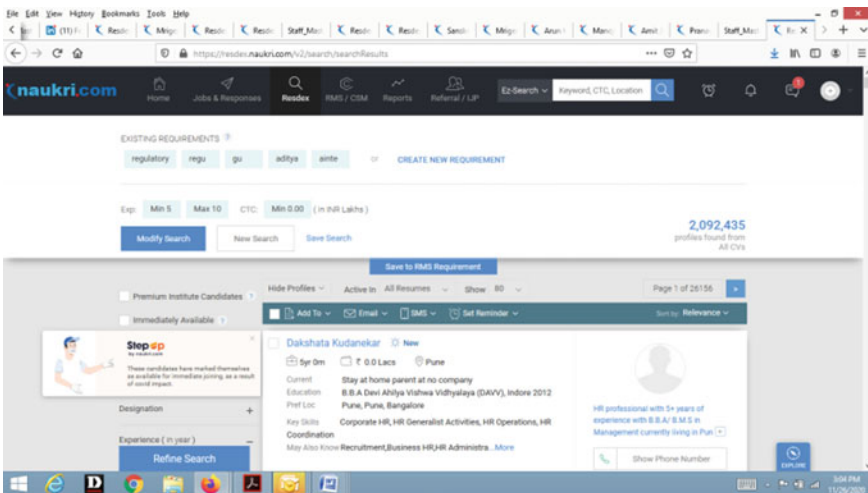 File Edit View History Bookmarks Tools Help
(11) Resdex Resdex Resdex Resdex
https://resdex.naukri.com/v2/search/searchResults
naukri.com
Home Jobs & Responses Resdex RMS / CSM Reports Referral / IJP Ez-Search Keyword, CTC, Location
EXISTING REQUIREMENTS ?
regulatory regu gu aditya ainte or CREATE NEW REQUIREMENT
Exp: Min 5 Max 10 CTC: Min 0.00 ( in INR Lakhs )
2,092,435
profiles found from
All CVs
Modify Search New Search Save Search
Save to RMS Requirement
Hide Profiles Active In All Resumes Show 80 Page 1 of 26156
Premium Institute Candidates ?
Immediately Available ?
Add To Email SMS Set Reminder Sort by: Relevance
Step up
by naukri.com
These candidates have marked themselves
as available for immediate joining, as a result
of covid impact.
Dakshata Kudanekar New
5yr 0m ₹ 0.0 Lacs Pune
Current Stay at home parent at no company
Education B.B.A Devi Ahilya Vishwa Vidhyalaya (DAVV), Indore 2012
Pref Loc Pune, Pune, Bangalore
Key Skills Corporate HR, HR Generalist Activities, HR Operations, HR
Coordination
May Also Know Recruitment,Business HR,HR Administra...More
HR professional with 5+ years of
experience with B.B.A/ B.M.S in
Management currently living in Pun
Show Phone Number
Designation +
Experience ( in year )
Refine Search
EXPLORE
3:04 PM